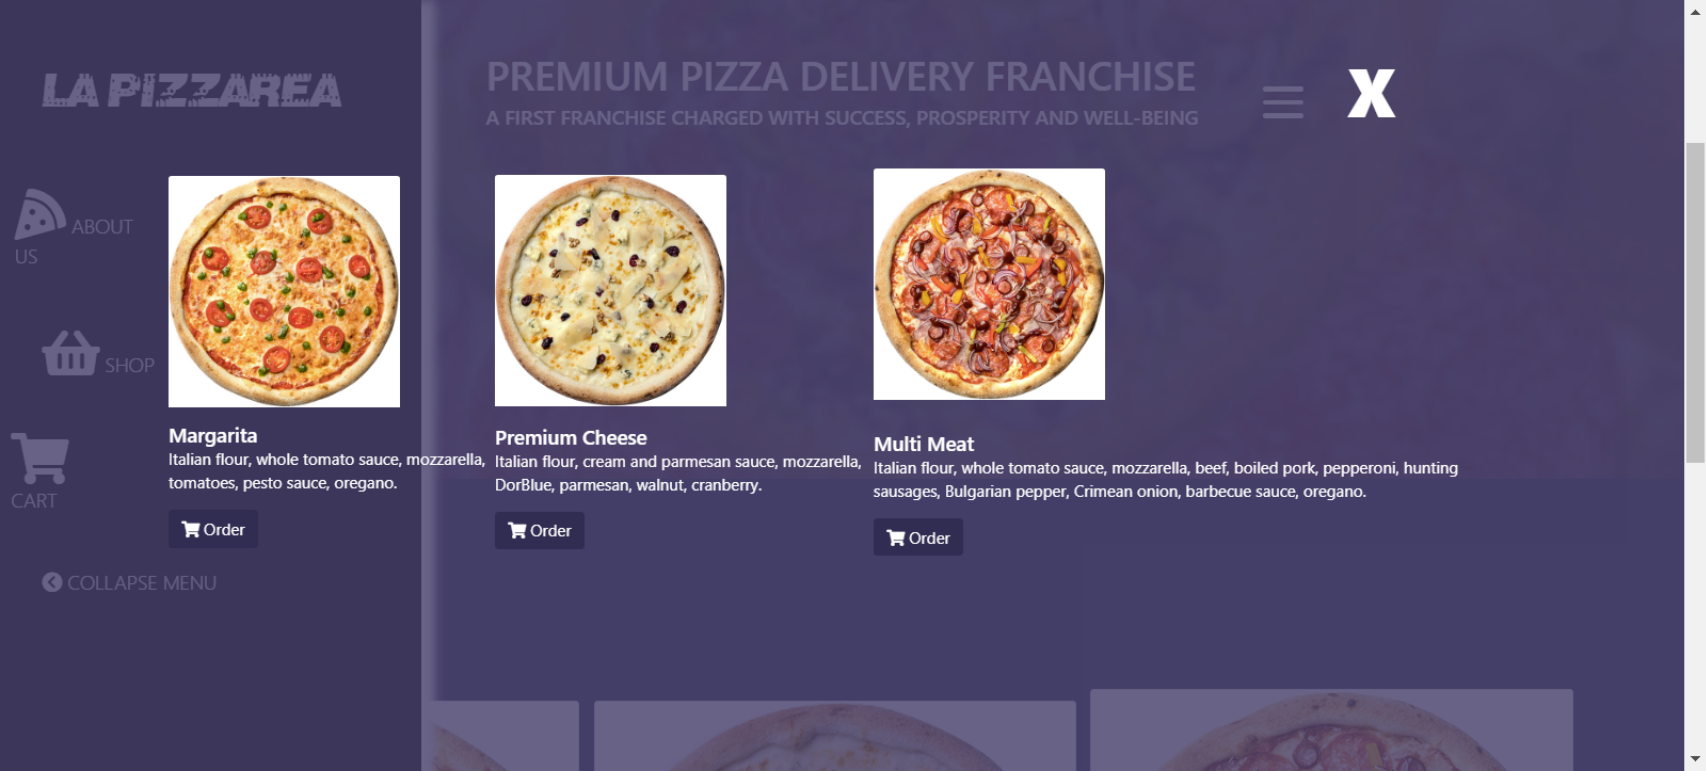 LA PIZZAREA
PREMIUM PIZZA DELIVERY FRANCHISE
A FIRST FRANCHISE CHARGED WITH SUCCESS, PROSPERITY AND WELL-BEING
X
ABOUT
US
SHOP
CART
COLLAPSE MENU
Margarita
Italian flour, whole tomato sauce, mozzarella,
tomatoes, pesto sauce, oregano.
Order
Premium Cheese
Italian flour, cream and parmesan sauce, mozzarella,
DorBlue, parmesan, walnut, cranberry.
Order
Multi Meat
Italian flour, whole tomato sauce, mozzarella, beef, boiled pork, pepperoni, hunting
sausages, Bulgarian pepper, Crimean onion, barbecue sauce, oregano.
Order